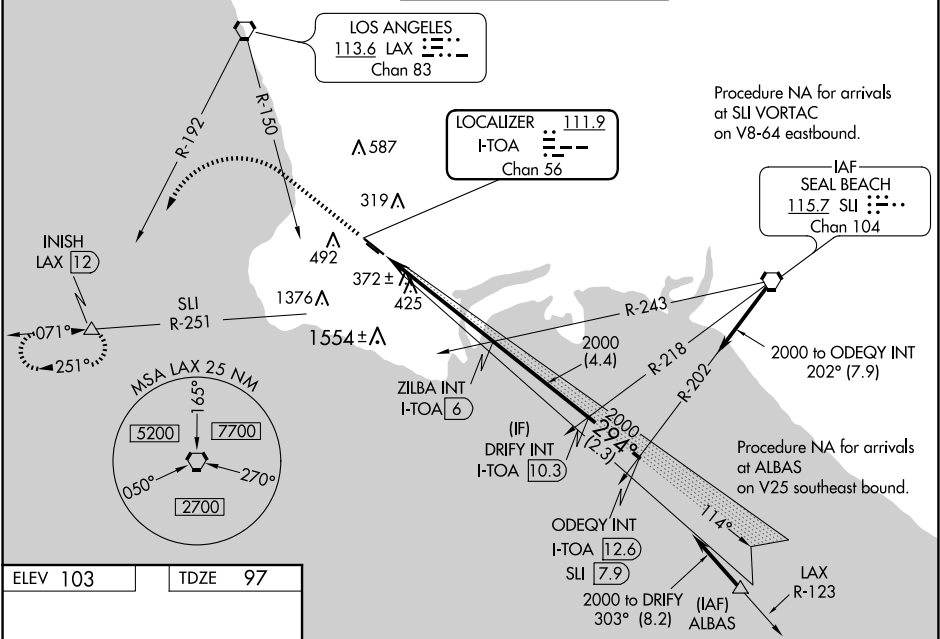 LOS ANGELES
113.6 LAX
Chan 83
R-192
R-150
587
LOCALIZER 111.9
I-TOA
Chan 56
Procedure NA for arrivals
at SLI VORTAC
on V8-64 eastbound.
IAF
SEAL BEACH
115.7 SLI
Chan 104
319
492
372 ±
425
1376
1554 ±
INISH
LAX 12
SLI
R-251
071°
251°
R-243
R-218
R-202
2000
(4.4)
2000 to ODEQY INT
202° (7.9)
ZILBA INT
I-TOA 6
(IF)
DRIFY INT
I-TOA 10.3
2000
294°
(2.3)
Procedure NA for arrivals
at ALBAS
on V25 southeast bound.
MSA LAX 25 NM
165°
5200
7700
050°
270°
2700
ODEQY INT
I-TOA 12.6
SLI 7.9
114°
2000 to DRIFY
303° (8.2)
(IAF)
ALBAS
LAX
R-123
ELEV 103
TDZE 97